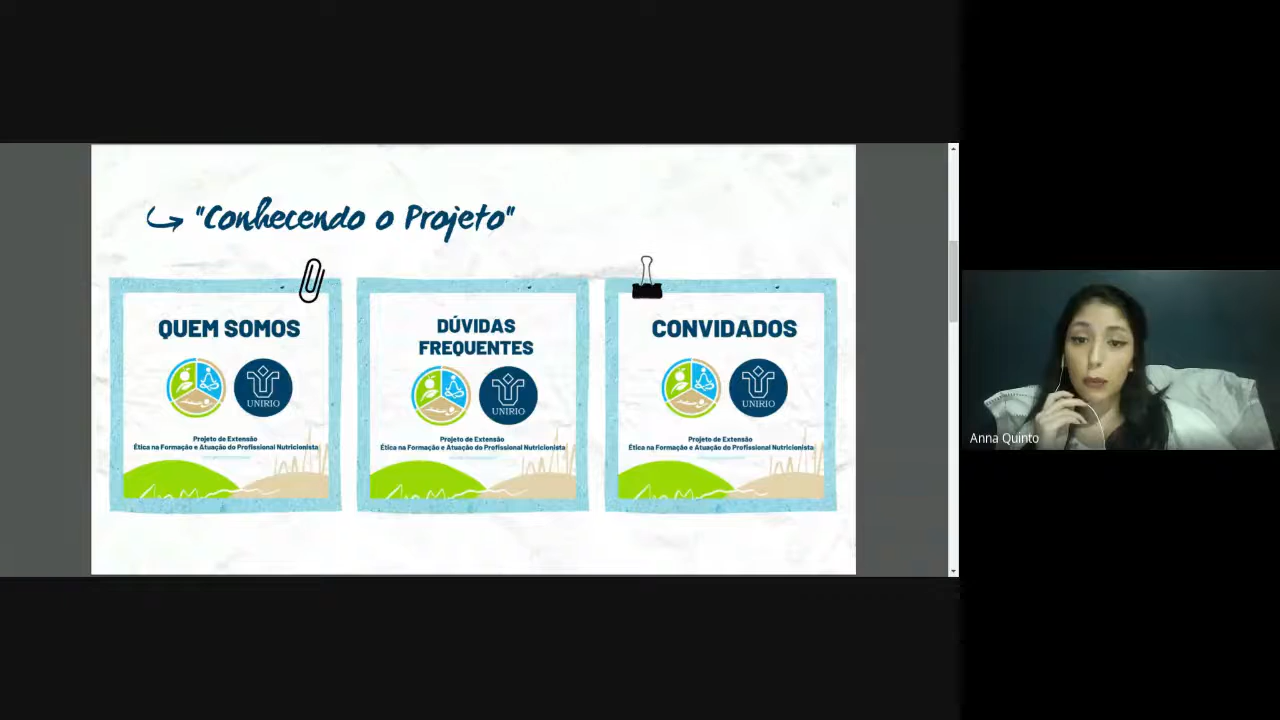 "Conhecendo o Projeto"
QUEM SOMOS
UNIRIO
Projeto de Extensão
Ética na Formação e Atuação do Profissional Nutricionista
DÚVIDAS
FREQUENTES
UNIRIO
Projeto de Extensão
Ética na Formação e Atuação do Profissional Nutricionista
CONVIDADOS
UNIRIO
Projeto de Extensão
Ética na Formação e Atuação do Profissional Nutricionista
Anna Quinto